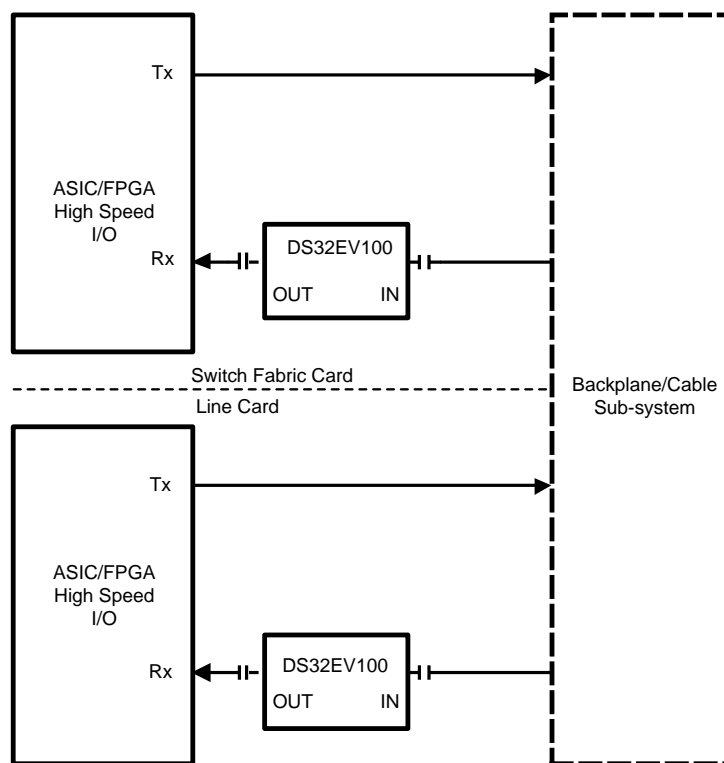 Tx
ASIC/FPGA
High Speed
I/O
Rx
DS32EV100
OUT IN
Switch Fabric Card
Line Card
Backplane/Cable
Sub-system
Tx
ASIC/FPGA
High Speed
I/O
Rx
DS32EV100
OUT IN